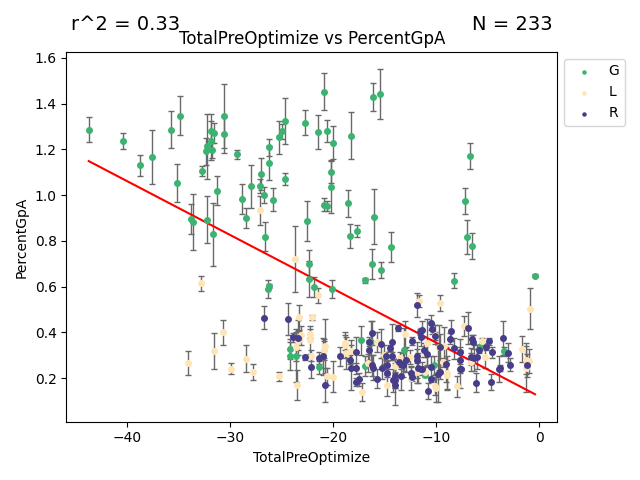 r^2 = 0.33
N = 233
TotalPreOptimize vs PercentGpA
1.6
1.4
1.2
1.0
0.8
0.6
0.4
0.2
PercentGpA
−40
−30
−20
−10
0
TotalPreOptimize
G
L
R